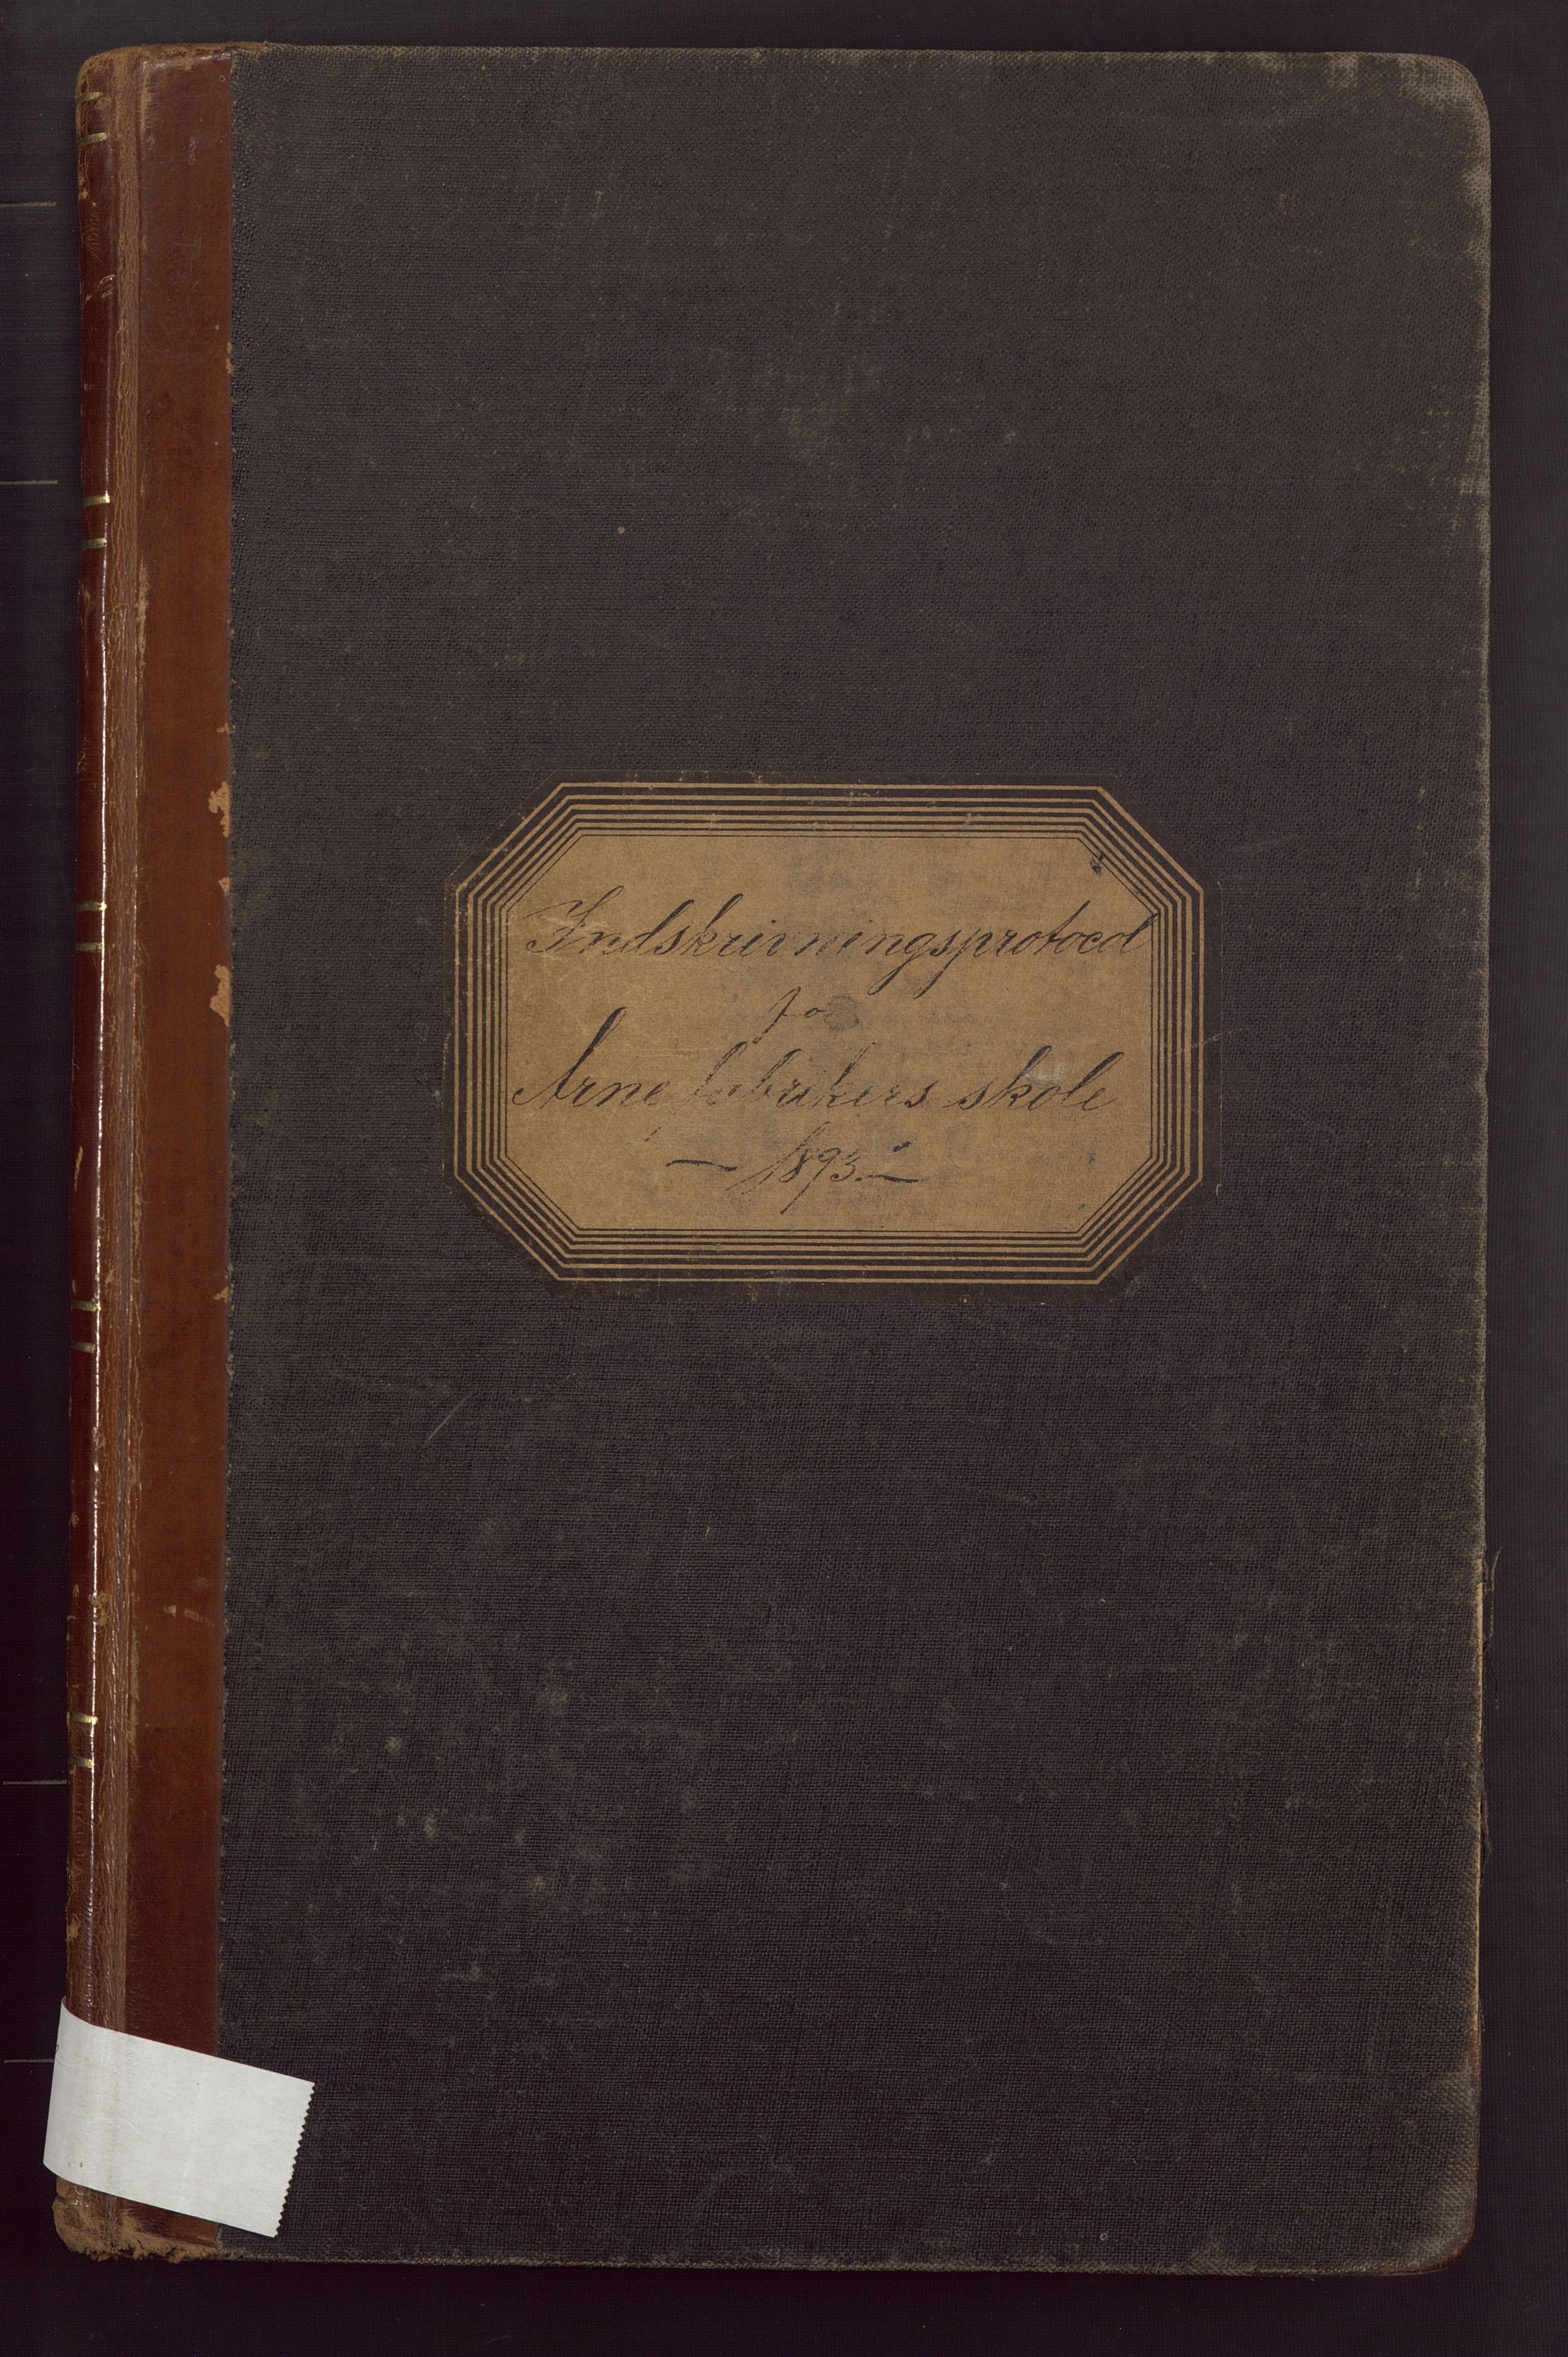 Indskrivningsprotocol
for
Arne fabrikers skole
— 1893. —